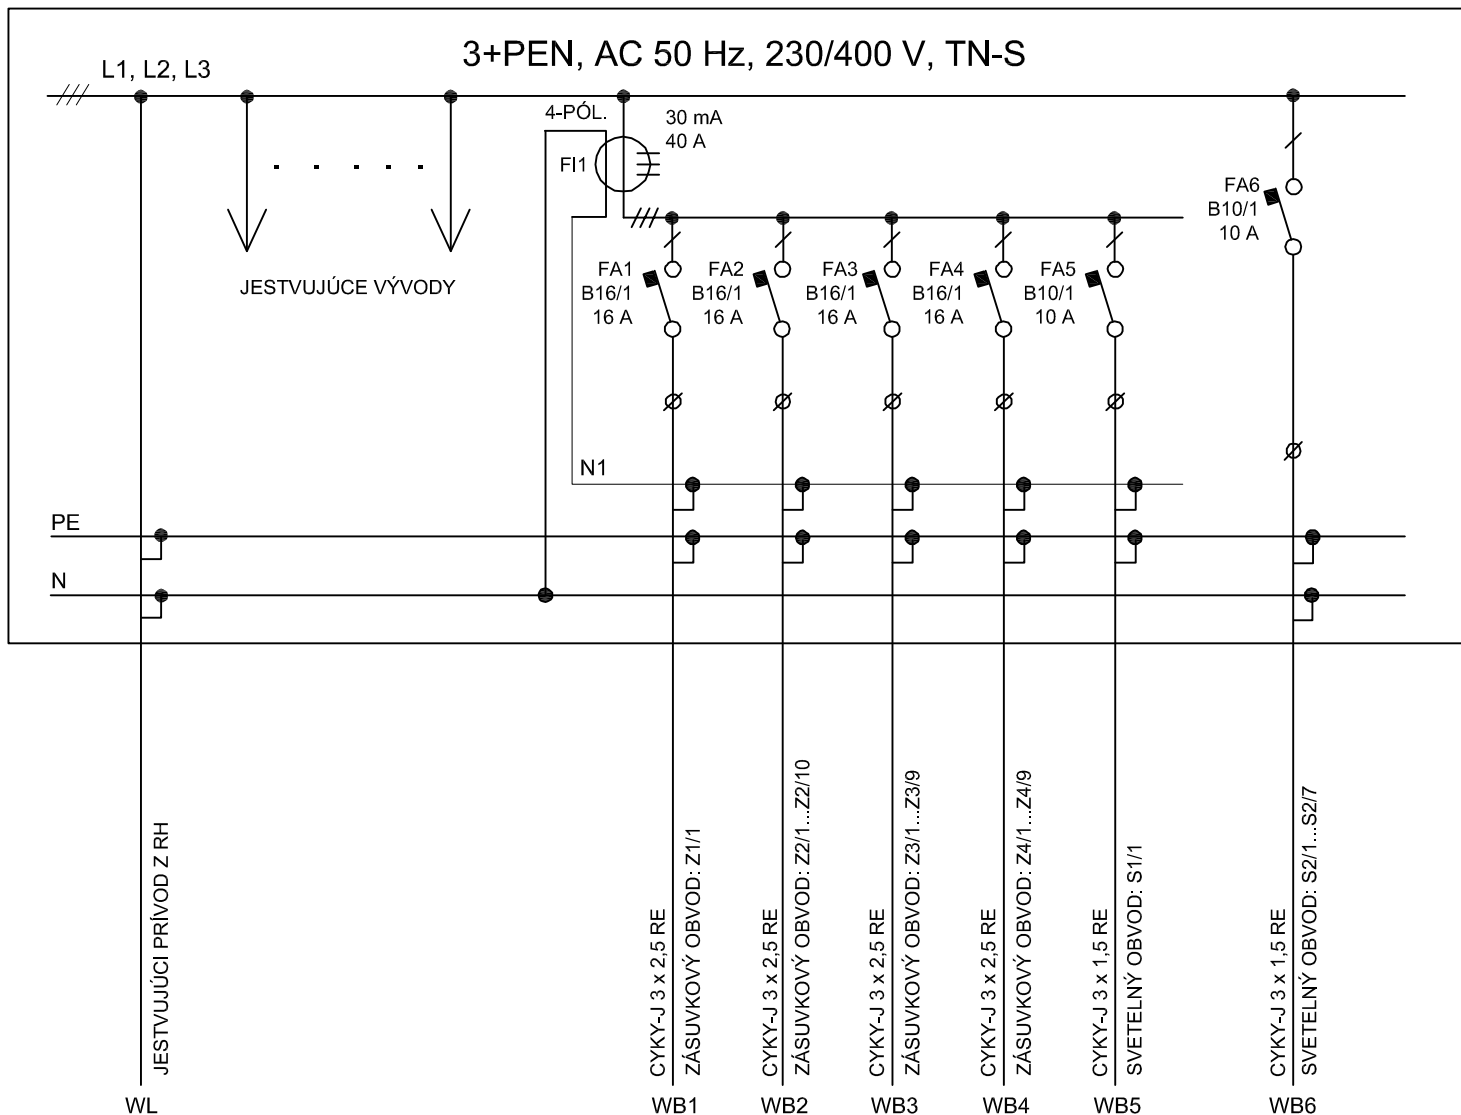 3+PEN, AC 50 Hz, 230/400 V, TN-S
L1, L2, L3
4-PÓL.
30 mA
40 A
FI1
JESTVUJÚCE VÝVODY
FA1
B16/1
16 A
FA2
B16/1
16 A
FA3
B16/1
16 A
FA4
B16/1
16 A
FA5
B10/1
10 A
FA6
B10/1
10 A
N1
PE
N
JESTVUJÚCI PRÍVOD Z RH
CYKY-J 3 x 2,5 RE
ZÁSUVKOVÝ OBVOD: Z1/1
CYKY-J 3 x 2,5 RE
ZÁSUVKOVÝ OBVOD: Z2/1...Z2/10
CYKY-J 3 x 2,5 RE
ZÁSUVKOVÝ OBVOD: Z3/1...Z3/9
CYKY-J 3 x 2,5 RE
ZÁSUVKOVÝ OBVOD: Z4/1...Z4/9
CYKY-J 3 x 1,5 RE
SVETELNÝ OBVOD: S1/1
CYKY-J 3 x 1,5 RE
SVETELNÝ OBVOD: S2/1...S2/7
WL
WB1
WB2
WB3
WB4
WB5
WB6